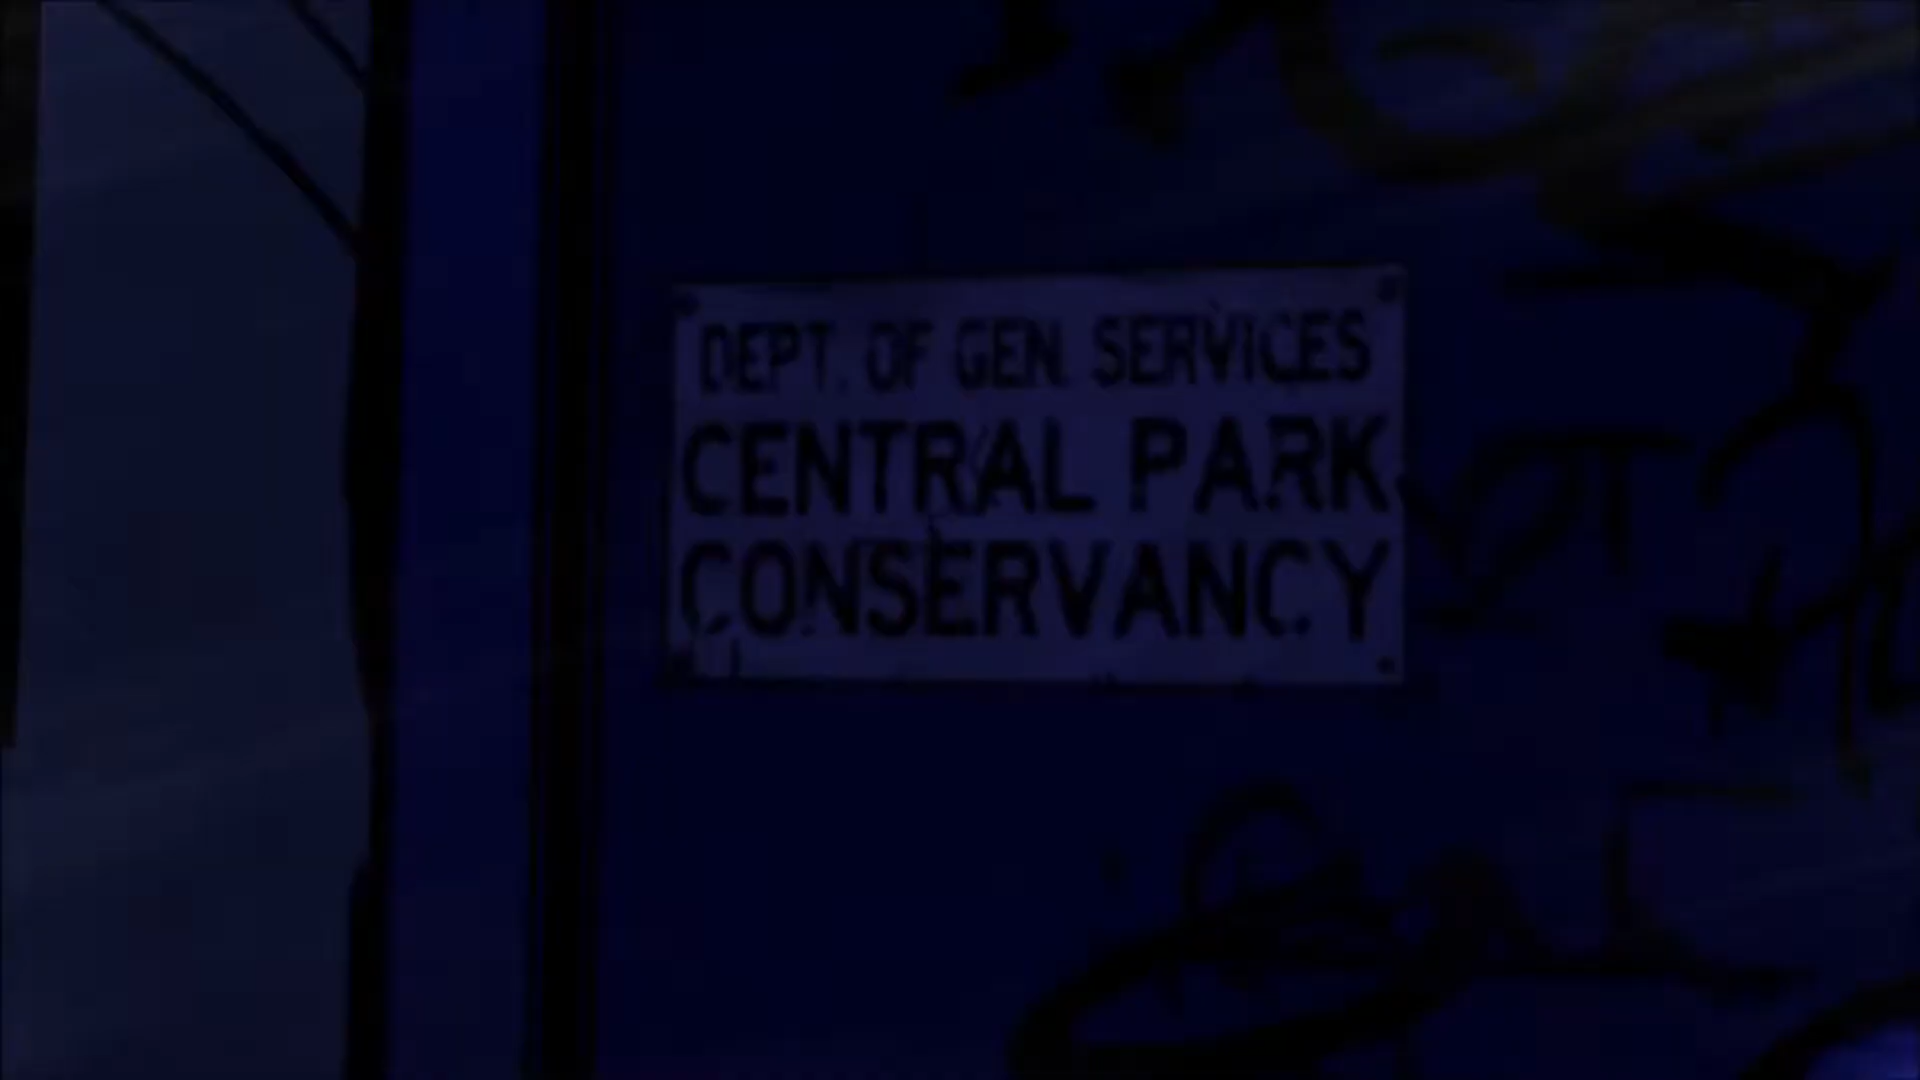 DEPT. OF GEN. SERVICES
CENTRAL PARK
CONSERVANCY